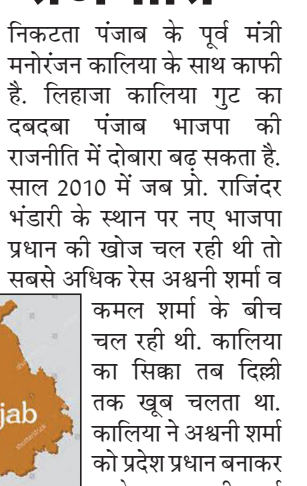 निकटता पंजाब के पूर्व मंत्री
मनोरंजन कालिया के साथ काफी
है. लिहाजा कालिया गुट का
दबदबा पंजाब भाजपा की
राजनीति में दोबारा बढ़ सकता है.
साल 2010 में जब प्रो. राजिंदर
भंडारी के स्थान पर नए भाजपा
प्रधान की खोज चल रही थी तो
सबसे अधिक रेस अश्वनी शर्मा व
कमल शर्मा के बीच
चल रही थी. कालिया
का सिक्का तब दिल्ली
तक खूब चलता था.
कालिया ने अश्वनी शर्मा
को प्रदेश प्रधान बनाकर
jab
shutterstock